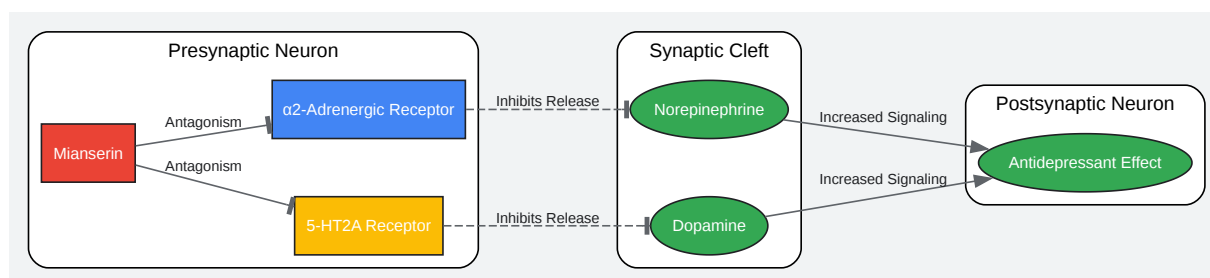 Presynaptic Neuron
Synaptic Cleft
Postsynaptic Neuron
Mianserin
Antagonism
Antagonism
α2-Adrenergic Receptor
5-HT2A Receptor
Inhibits Release
Inhibits Release
Norepinephrine
Dopamine
Increased Signaling
Increased Signaling
Antidepressant Effect